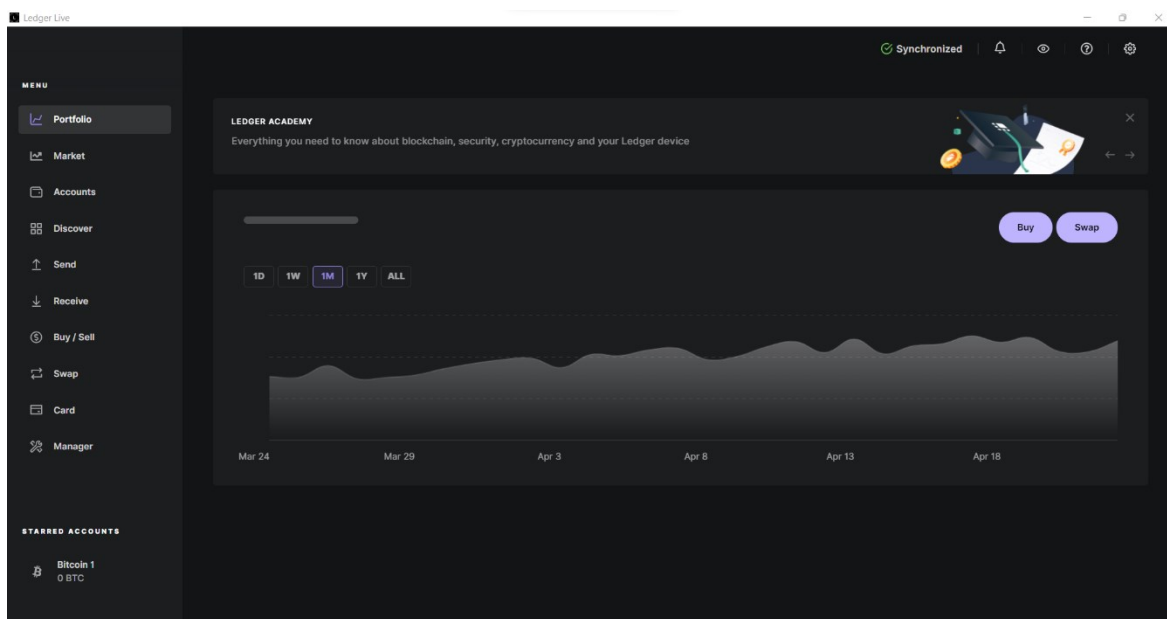 Ledger Live
Synchronized
MENU
Portfolio
Market
Accounts
Discover
Send
Receive
Buy / Sell
Swap
Card
Manager
STARRED ACCOUNTS
Bitcoin 1
0 BTC
LEDGER ACADEMY
Everything you need to know about blockchain, security, cryptocurrency and your Ledger device
Buy Swap
1D 1W 1M 1Y ALL
Mar 24 Mar 29 Apr 3 Apr 8 Apr 13 Apr 18